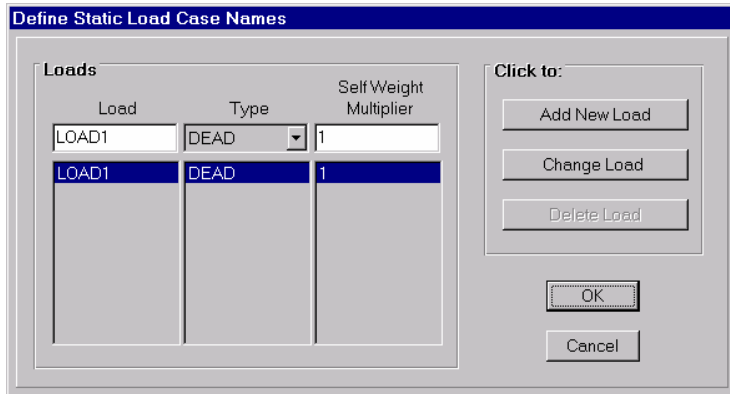 Define Static Load Case Names
Loads
Load Type Self Weight Multiplier
LOAD1 DEAD 1
LOAD1 DEAD 1
Click to:
Add New Load
Change Load
Delete Load
OK
Cancel